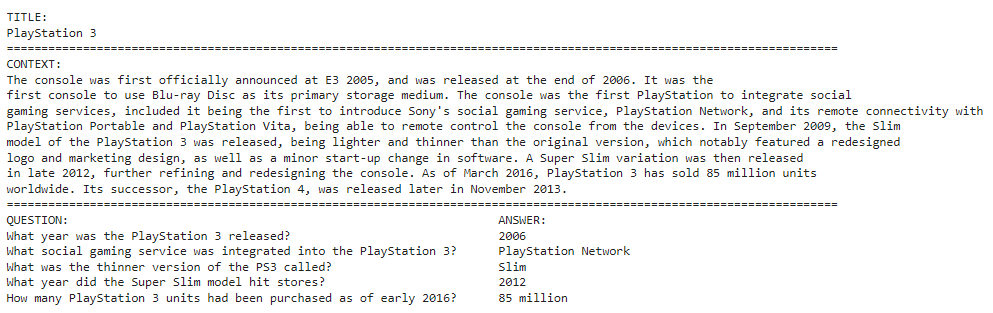 TITLE:
PlayStation 3
================================================================================
CONTEXT:
The console was first officially announced at E3 2005, and was released at the end of 2006. It was the
first console to use Blu-ray Disc as its primary storage medium. The console was the first PlayStation to integrate social
gaming services, included it being the first to introduce Sony's social gaming service, PlayStation Network, and its remote connectivity with
PlayStation Portable and PlayStation Vita, being able to remote control the console from the devices. In September 2009, the Slim
model of the PlayStation 3 was released, being lighter and thinner than the original version, which notably featured a redesigned
logo and marketing design, as well as a minor start-up change in software. A Super Slim variation was then released
in late 2012, further refining and redesigning the console. As of March 2016, PlayStation 3 has sold 85 million units
worldwide. Its successor, the PlayStation 4, was released later in November 2013.
================================================================================
QUESTION: ANSWER:
What year was the PlayStation 3 released? 2006
What social gaming service was integrated into the PlayStation 3? PlayStation Network
What was the thinner version of the PS3 called? Slim
What year did the Super Slim model hit stores? 2012
How many PlayStation 3 units had been purchased as of early 2016? 85 million